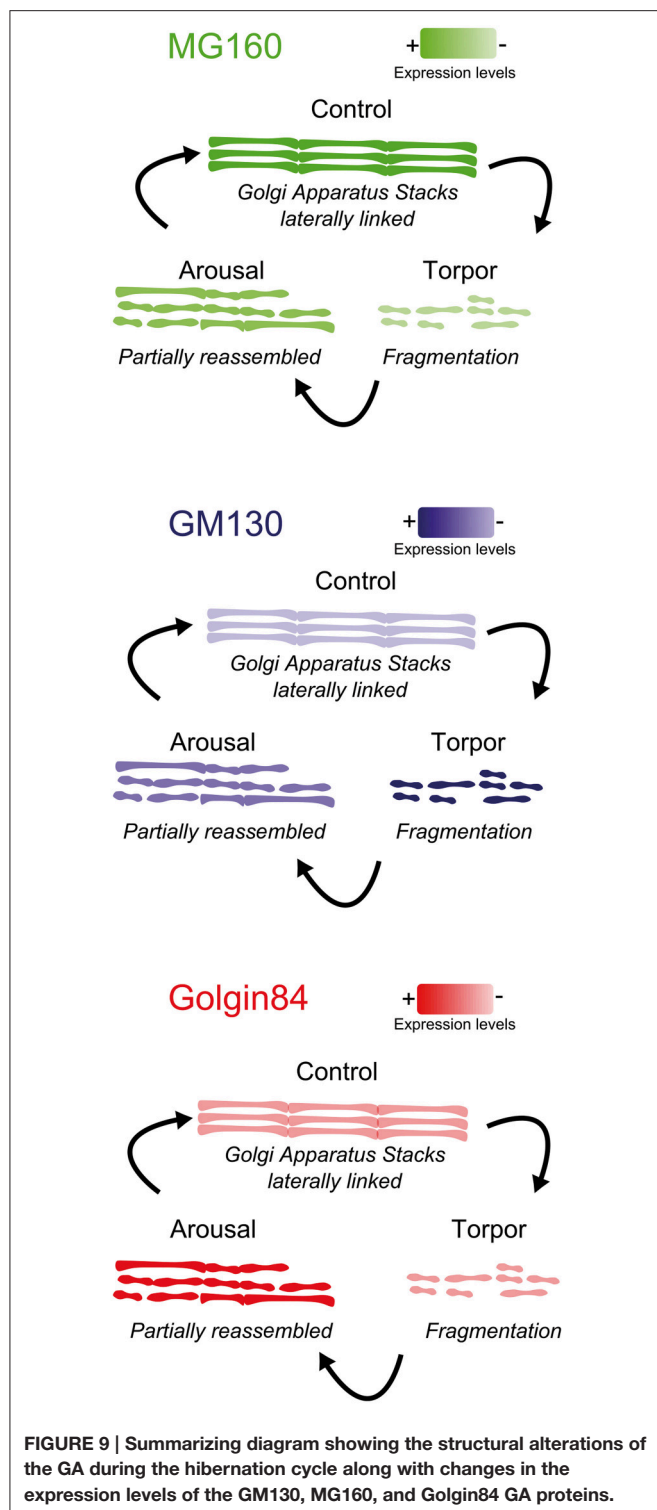 MG160
+ -
Expression levels
Control
Golgi Apparatus Stacks
laterally linked
Arousal
Torpor
Partially reassembled
Fragmentation
GM130
+ -
Expression levels
Control
Golgi Apparatus Stacks
laterally linked
Arousal
Torpor
Partially reassembled
Fragmentation
Golgin84
+ -
Expression levels
Control
Golgi Apparatus Stacks
laterally linked
Arousal
Torpor
Partially reassembled
Fragmentation
FIGURE 9 | Summarizing diagram showing the structural alterations of
the GA during the hibernation cycle along with changes in the
expression levels of the GM130, MG160, and Golgin84 GA proteins.